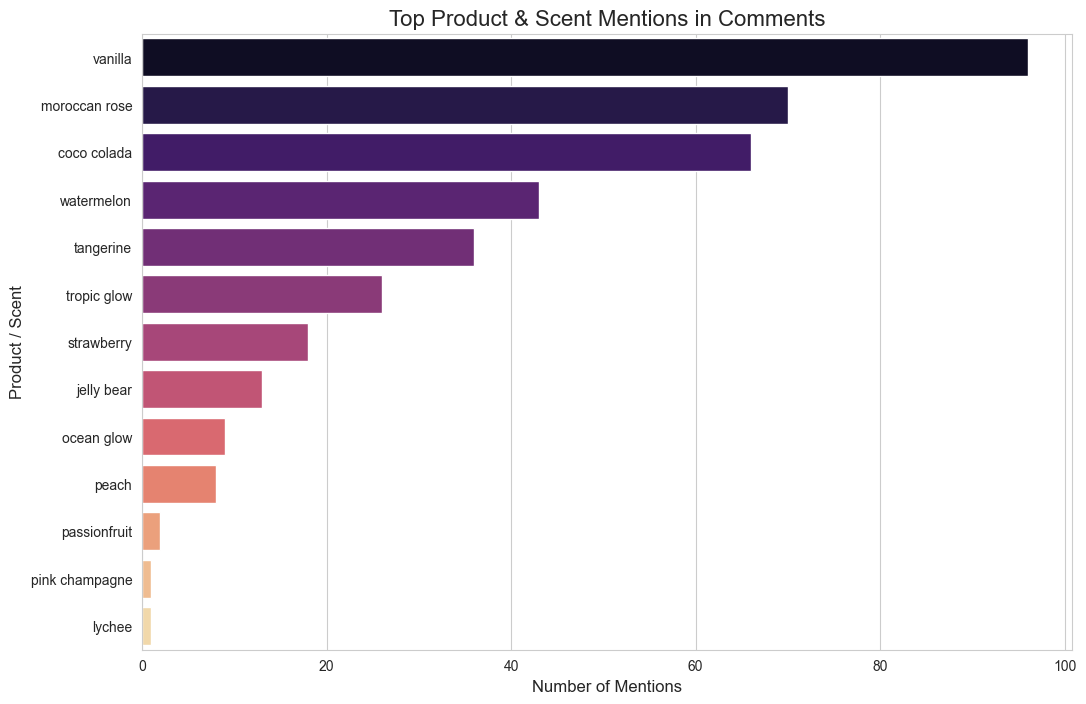 Top Product & Scent Mentions in Comments
Product / Scent
vanilla
moroccan rose
coco colada
watermelon
tangerine
tropic glow
strawberry
jelly bear
ocean glow
peach
passionfruit
pink champagne
lychee
0 20 40 60 80 100
Number of Mentions